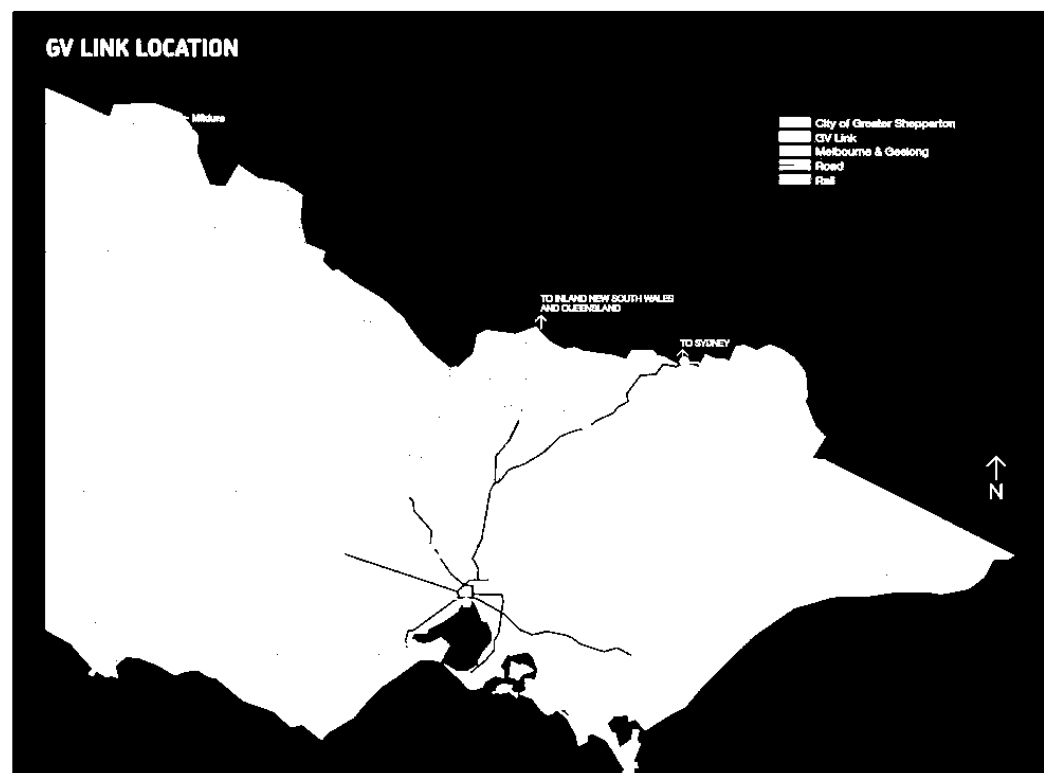 GV LINK LOCATION
Mildura
City of Greater Shepparton
GV Link
Melbourne & Geelong
Road
Rail
TO INLAND NEW SOUTH WALES
AND QUEENSLAND
TO SYDNEY
N